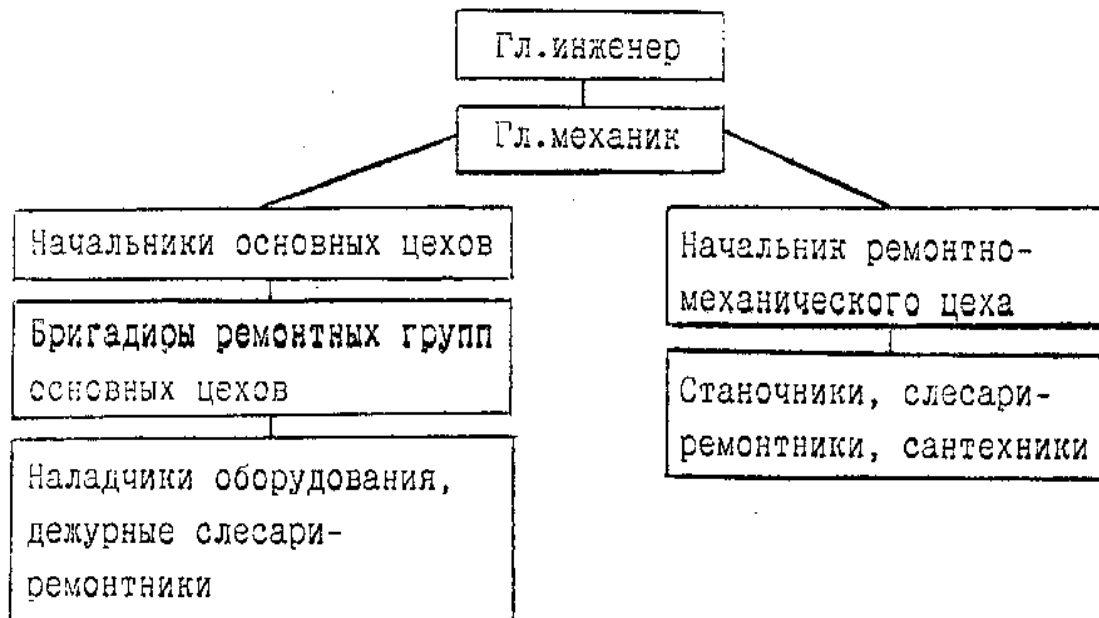 Гл.инженер
Гл.механик
Начальники основных цехов
Бригадиры ремонтных групп
основных цехов
Наладчики оборудования,
дежурные слесари-
ремонтники
Начальник ремонтно-
механического цеха
Станочники, слесари-
ремонтники, сантехники